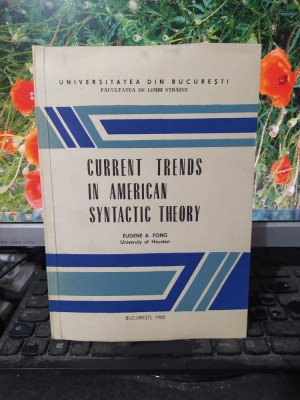 UNIVERSITATEA DIN BUCUREȘTI
FACULTATEA DE LIMBI STRĂINE
CURRENT TRENDS
IN AMERICAN
SYNTACTIC THEORY
EUGENE A. FONG
University of Houston
BUCUREȘTI, 1980